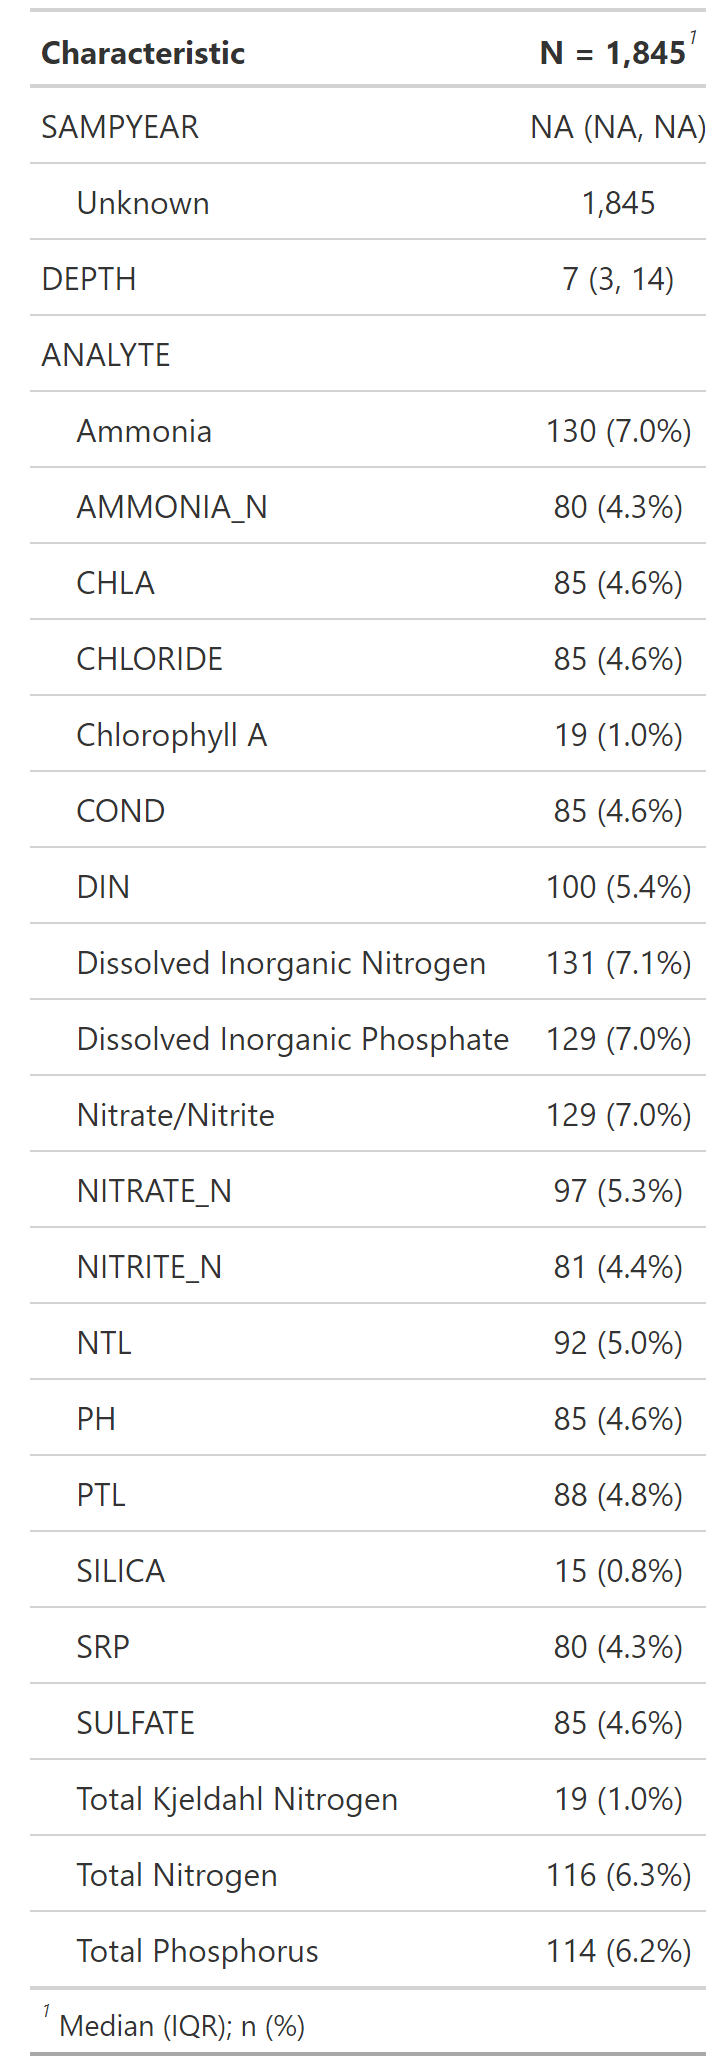 Characteristic N = 1,845¹
SAMPYEAR NA (NA, NA)
Unknown 1,845
DEPTH 7 (3, 14)
ANALYTE
Ammonia 130 (7.0%)
AMMONIA_N 80 (4.3%)
CHLA 85 (4.6%)
CHLORIDE 85 (4.6%)
Chlorophyll A 19 (1.0%)
COND 85 (4.6%)
DIN 100 (5.4%)
Dissolved Inorganic Nitrogen 131 (7.1%)
Dissolved Inorganic Phosphate 129 (7.0%)
Nitrate/Nitrite 129 (7.0%)
NITRATE_N 97 (5.3%)
NITRITE_N 81 (4.4%)
NTL 92 (5.0%)
PH 85 (4.6%)
PTL 88 (4.8%)
SILICA 15 (0.8%)
SRP 80 (4.3%)
SULFATE 85 (4.6%)
Total Kjeldahl Nitrogen 19 (1.0%)
Total Nitrogen 116 (6.3%)
Total Phosphorus 114 (6.2%)
¹ Median (IQR); n (%)